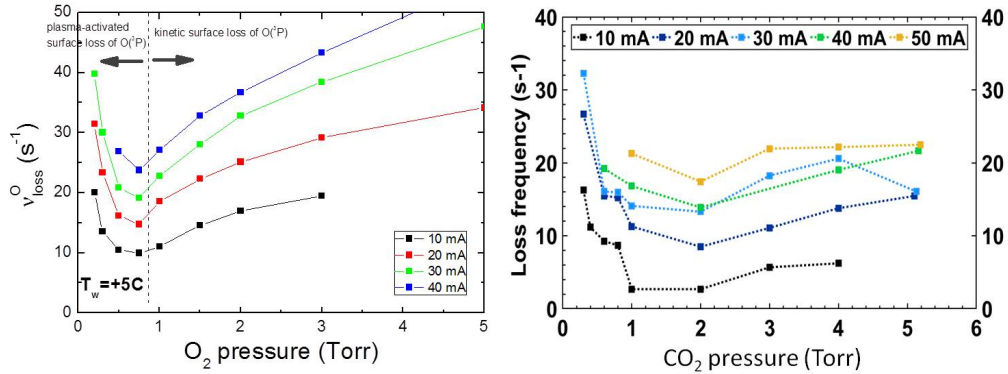 plasma-activated
surface loss of O(³P)
kinetic surface loss of O(³P)
50
40
30
20
10
0
ν_loss^O (s⁻¹)
T_w=+5C
10 mA
20 mA
30 mA
40 mA
0 1 2 3 4 5
O₂ pressure (Torr)
10 mA 20 mA 30 mA 40 mA 50 mA
40
30
20
10
0
Loss frequency (s-1)
40
30
20
10
0
0 1 2 3 4 5 6
CO₂ pressure (Torr)